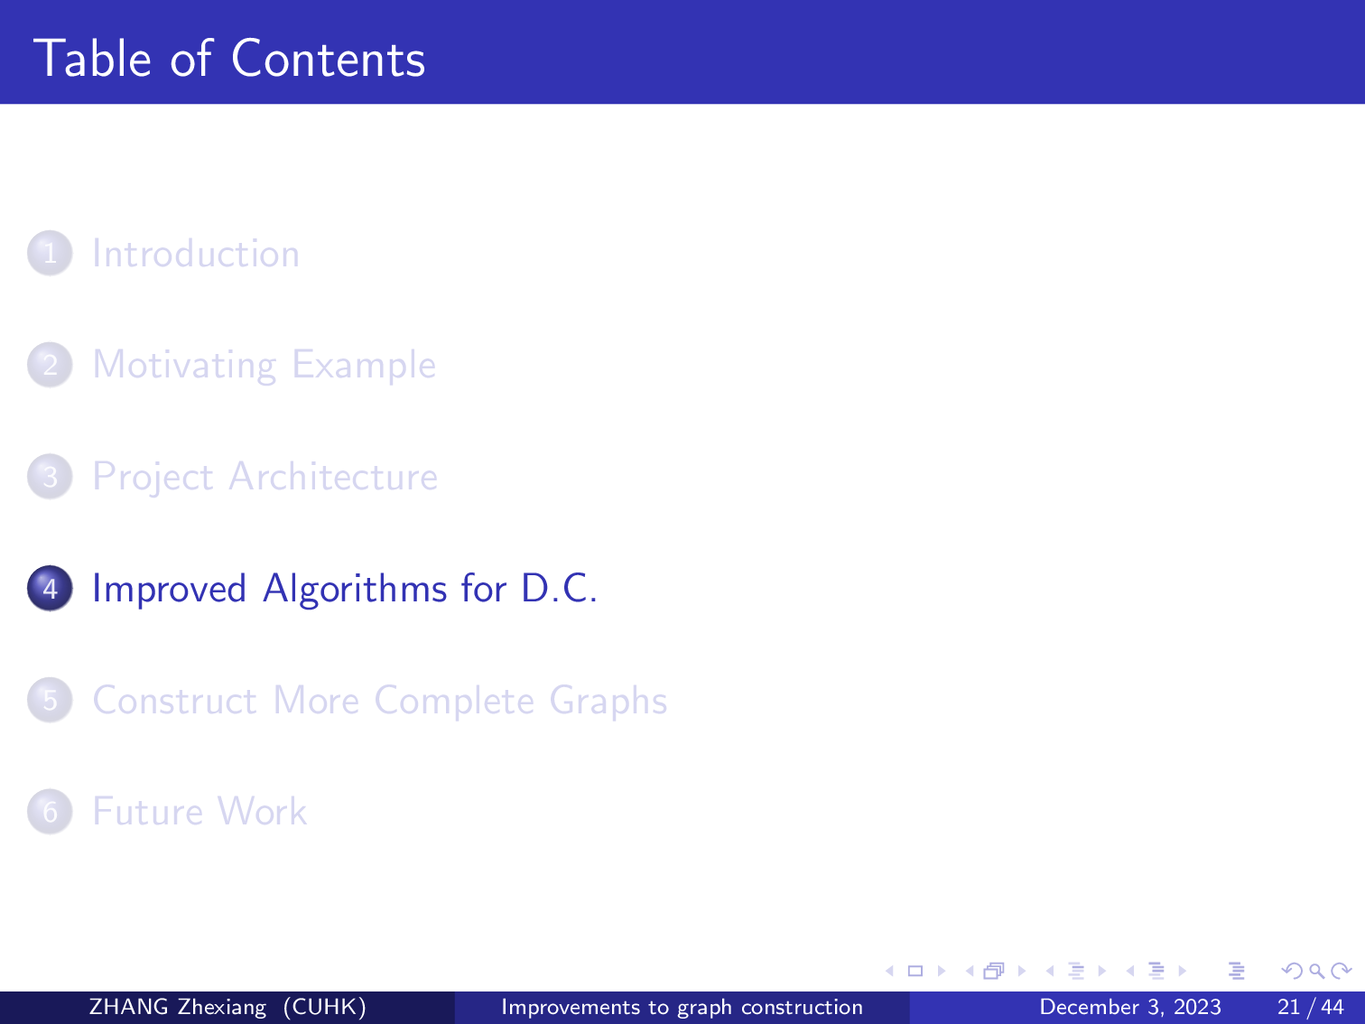 Table of Contents
1 Introduction
2 Motivating Example
3 Project Architecture
4 Improved Algorithms for D.C.
5 Construct More Complete Graphs
6 Future Work
ZHANG Zhexiang (CUHK) Improvements to graph construction December 3, 2023 21 / 44